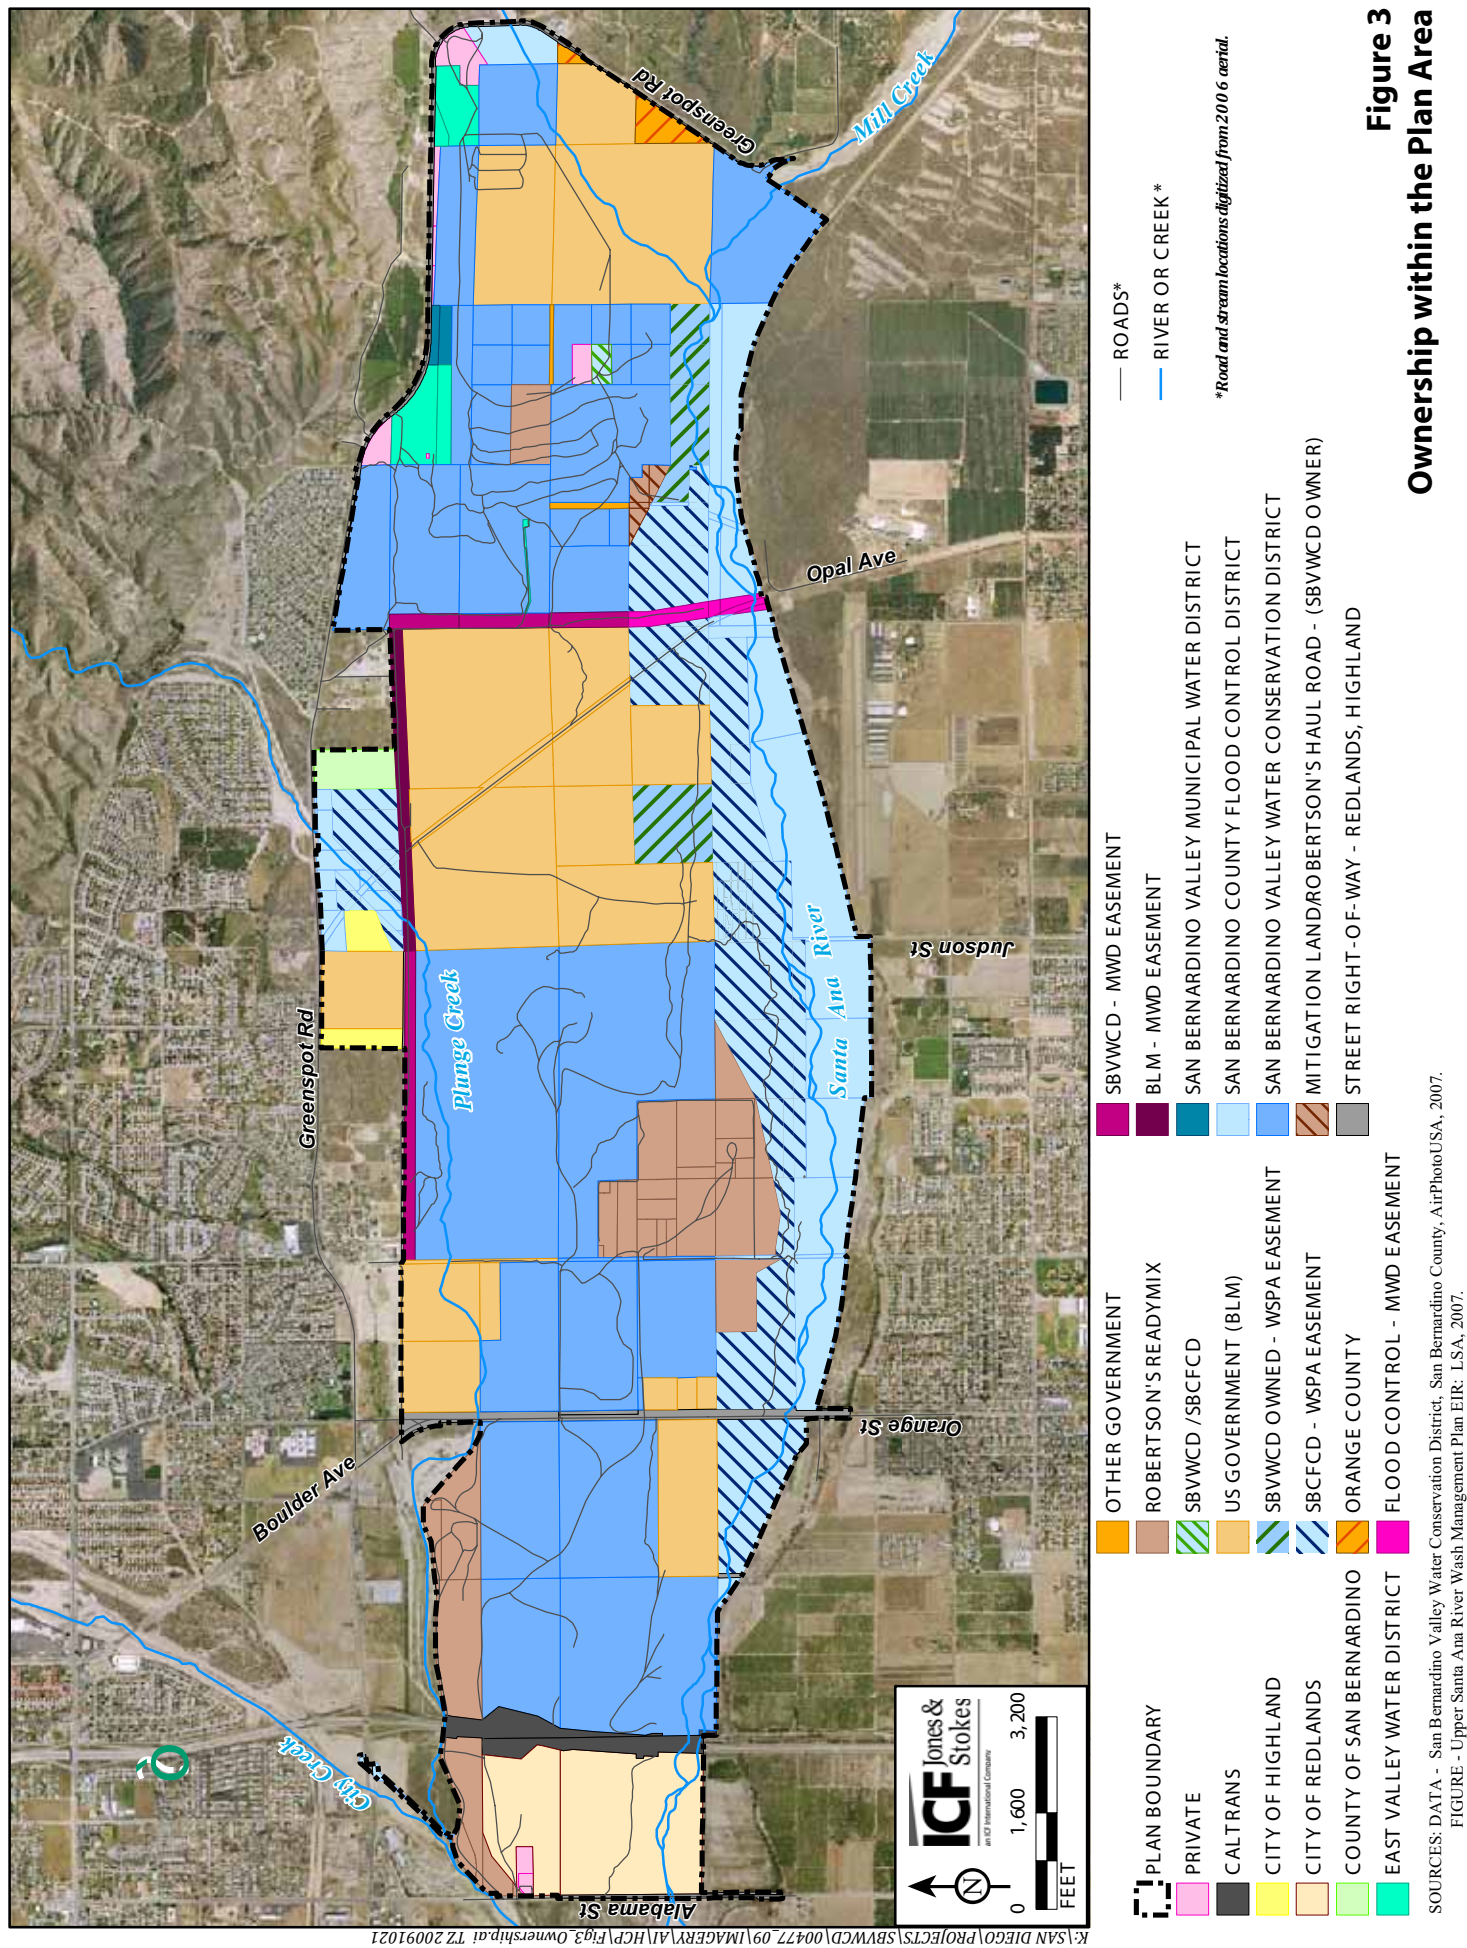 Greenspot Rd
Mill Creek
Opal Ave
Greenspot Rd
Plunge Creek
Santa Ana River
Judson St
Boulder Ave
Orange St
City Creek
Alabama St
ICF Jones & Stokes
an ICF International Company
N
0 1,600 3,200
FEET
PLAN BOUNDARY
PRIVATE
CALTRANS
CITY OF HIGHLAND
CITY OF REDLANDS
COUNTY OF SAN BERNARDINO
EAST VALLEY WATER DISTRICT
OTHER GOVERNMENT
ROBERTSON'S READYMIX
SBVWCD / SBCFCD
US GOVERNMENT (BLM)
SBVWCD OWNED - WSPA EASEMENT
SBCFCD - WSPA EASEMENT
ORANGE COUNTY
FLOOD CONTROL - MWD EASEMENT
SBVWCD - MWD EASEMENT
BLM - MWD EASEMENT
SAN BERNARDINO VALLEY MUNICIPAL WATER DISTRICT
SAN BERNARDINO COUNTY FLOOD CONTROL DISTRICT
SAN BERNARDINO VALLEY WATER CONSERVATION DISTRICT
MITIGATION LAND/ROBERTSON'S HAUL ROAD - (SBVWCD OWNER)
STREET RIGHT-OF-WAY - REDLANDS, HIGHLAND
ROADS*
RIVER OR CREEK *
*Road and stream locations digitized from 2006 aerial.
SOURCES: DATA - San Bernardino Valley Water Conservation District, San Bernardino County, AirPhotoUSA, 2007.
FIGURE - Upper Santa Ana River Wash Management Plan EIR; LSA, 2007.
Figure 3
Ownership within the Plan Area
K:\SAN DIEGO\PROJECTS\SBVWCD\00477_09\IMAGERY\AI\HCP\Fig3_Ownership.ai TZ 20091021